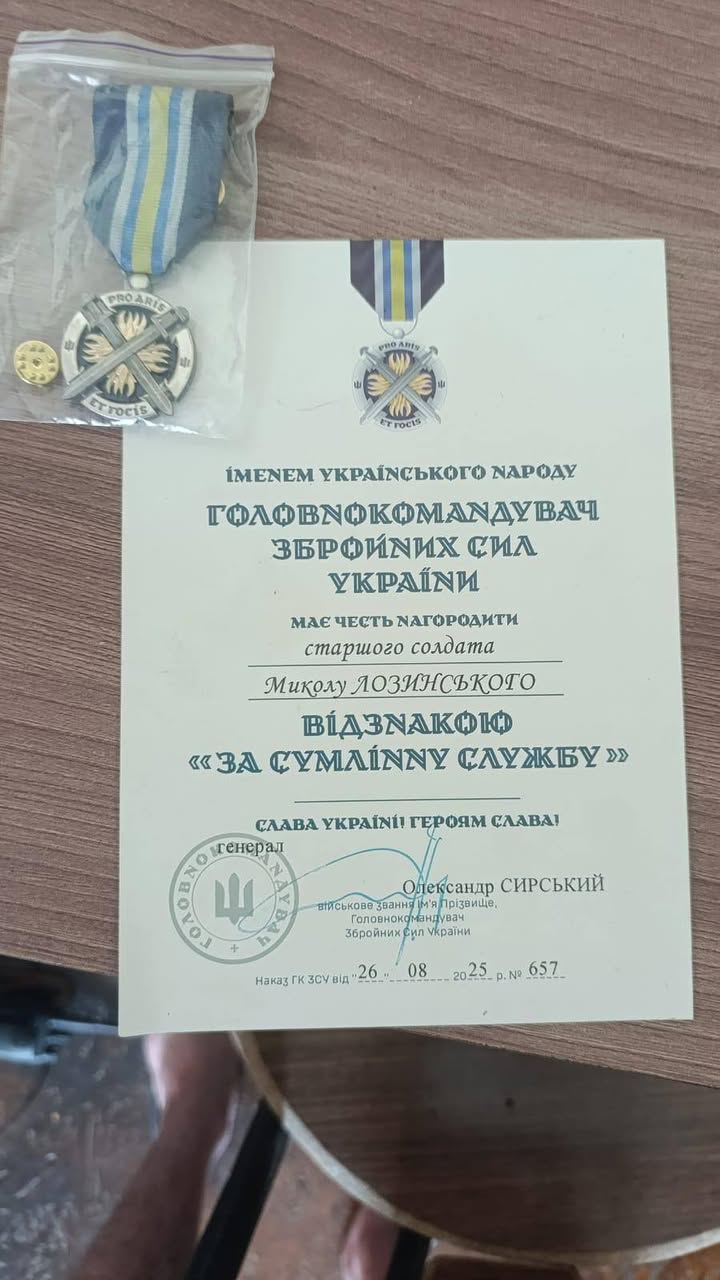 PRO ARIS
ET FOCIS
PRO ARIS
ET FOCIS
ІМЕНЕМ УКРАЇНСЬКОГО НАРОДУ
ГОЛОВНОКОМАНДУВАЧ
ЗБРОЙНИХ СИЛ
УКРАЇНИ
МАЄ ЧЕСТЬ НАГОРОДИТИ
старшого солдата
Миколу ЛОЗИНСЬКОГО
ВІДЗНАКОЮ
«ЗА СУМЛІННУ СЛУЖБУ»
СЛАВА УКРАЇНІ! ГЕРОЯМ СЛАВА!
генерал
ГОЛОВНОКОМАНДУВАЧ
Олександр СИРСЬКИЙ
військове звання ім'я Прізвище,
Головнокомандувач
Збройних Сил України
Наказ ГК ЗСУ від "26" 08 2025 р. № 657